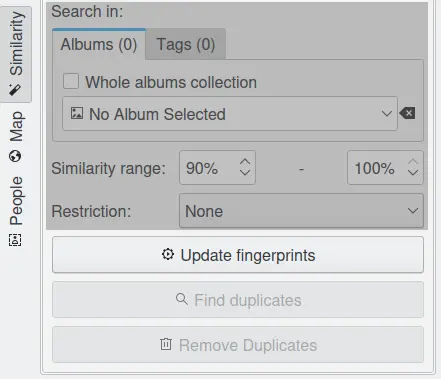 Search in:
Albums (0)
Tags (0)
Whole albums collection
No Album Selected
Similarity range: 90% - 100%
Restriction: None
Update fingerprints
Find duplicates
Remove Duplicates
Similarity
Map
People